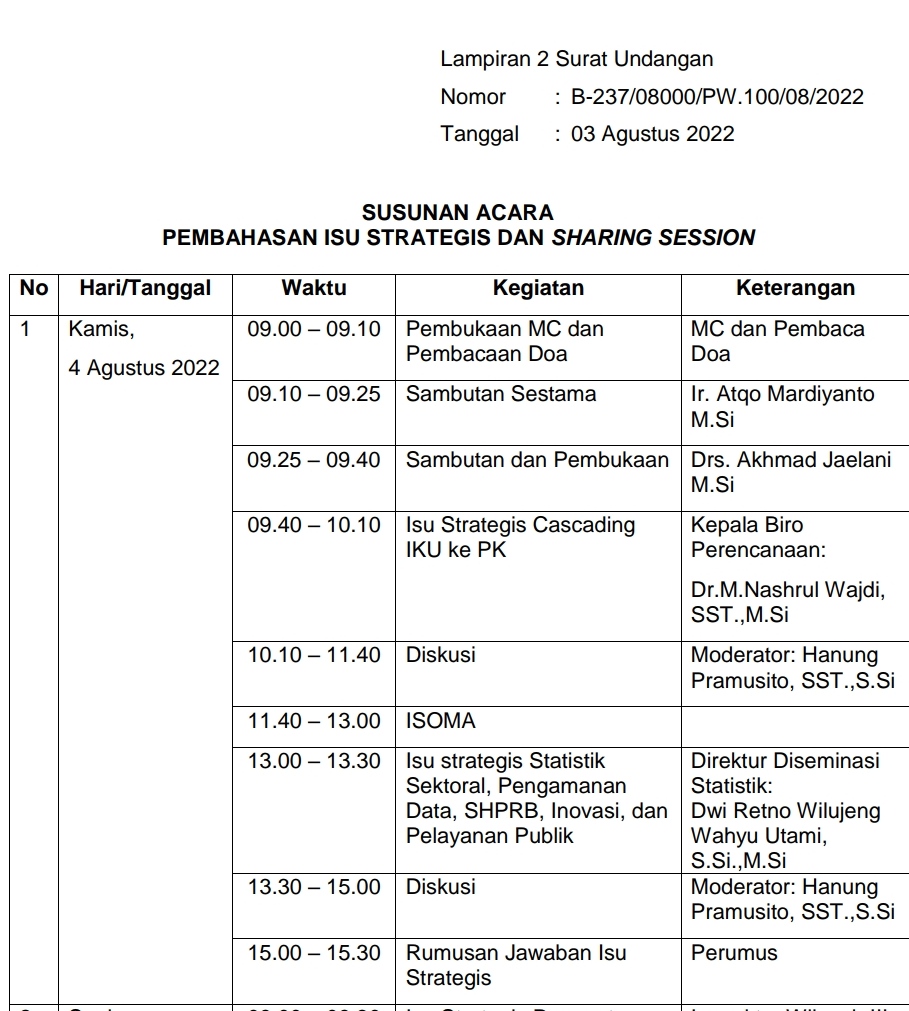 Lampiran 2 Surat Undangan
Nomor : B-237/08000/PW.100/08/2022
Tanggal : 03 Agustus 2022
SUSUNAN ACARA
PEMBAHASAN ISU STRATEGIS DAN SHARING SESSION
No Hari/Tanggal Waktu Kegiatan Keterangan
1 Kamis,
4 Agustus 2022
09.00 – 09.10 Pembukaan MC dan
Pembacaan Doa
MC dan Pembaca
Doa
09.10 – 09.25 Sambutan Sestama
Ir. Atqo Mardiyanto
M.Si
09.25 – 09.40 Sambutan dan Pembukaan
Drs. Akhmad Jaelani
M.Si
09.40 – 10.10 Isu Strategis Cascading
IKU ke PK
Kepala Biro
Perencanaan:
Dr.M.Nashrul Wajdi,
SST.,M.Si
10.10 – 11.40 Diskusi
Moderator: Hanung
Pramusito, SST.,S.Si
11.40 – 13.00 ISOMA
13.00 – 13.30 Isu strategis Statistik
Sektoral, Pengamanan
Data, SHPRB, Inovasi, dan
Pelayanan Publik
Direktur Diseminasi
Statistik:
Dwi Retno Wilujeng
Wahyu Utami,
S.Si.,M.Si
13.30 – 15.00 Diskusi
Moderator: Hanung
Pramusito, SST.,S.Si
15.00 – 15.30 Rumusan Jawaban Isu
Strategis
Perumus